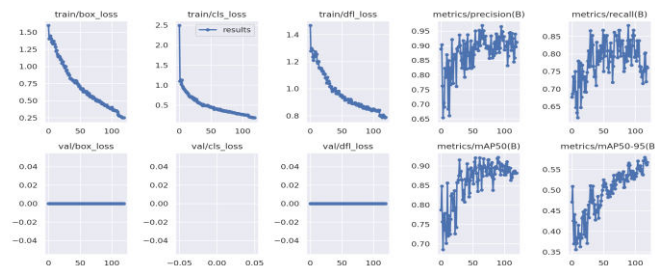 train/box_loss
train/cls_loss
train/dfl_loss
metrics/precision(B)
metrics/recall(B)
1.50
1.25
1.00
0.75
0.50
0.25
0 50 100
2.5
2.0
1.5
1.0
0.5
results
0 50 100
1.4
1.2
1.0
0.8
0 50 100
0.95
0.90
0.85
0.80
0.75
0.70
0.65
0 50 100
0.85
0.80
0.75
0.70
0.65
0 50 100
val/box_loss
val/cls_loss
val/dfl_loss
metrics/mAP50(B)
metrics/mAP50-95(B)
0.04
0.02
0.00
−0.02
−0.04
0 50 100
0.04
0.02
0.00
−0.02
−0.04
−0.05 0.00 0.05
0.04
0.02
0.00
−0.02
−0.04
0 50 100
0.90
0.85
0.80
0.75
0.70
0 50 100
0.55
0.50
0.45
0.40
0.35
0 50 100